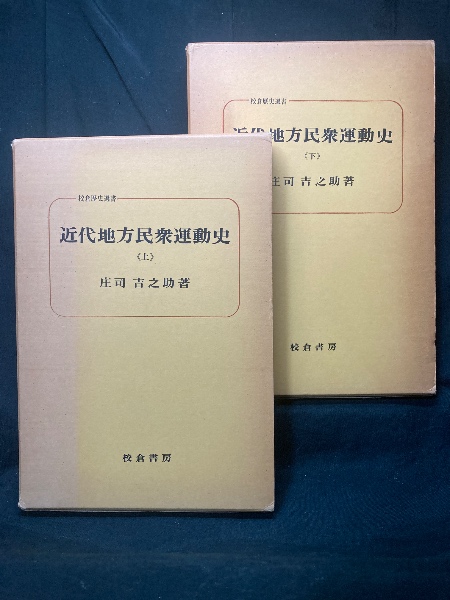 校倉歴史選書
近代地方民衆運動史
《上》
庄司吉之助著
校倉書房
校倉歴史選書
近代地方民衆運動史
《下》
庄司吉之助著
校倉書房